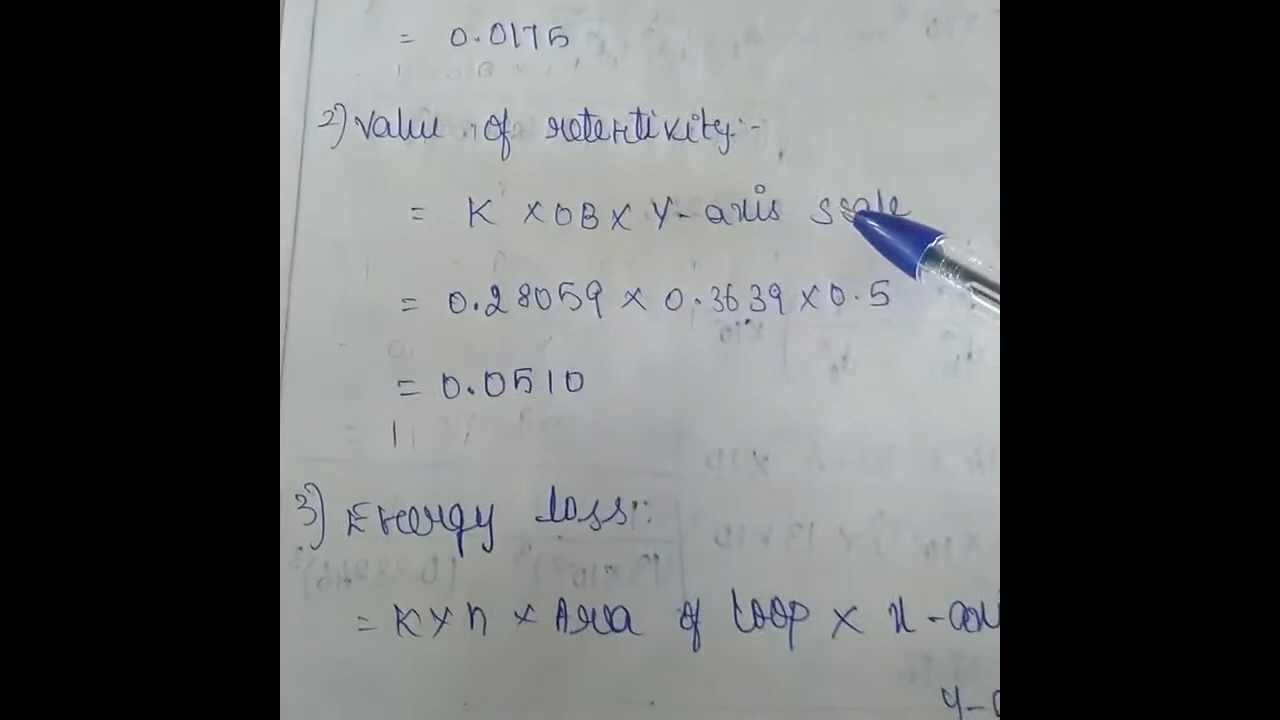 = 0.0175
2) Value of retentivity:-
= K × OB × Y-axis scale
= 0.28059 × 0.3639 × 0.5
= 0.0510
3) Energy loss:
= K × n × Area of loop × x-axi
y-a